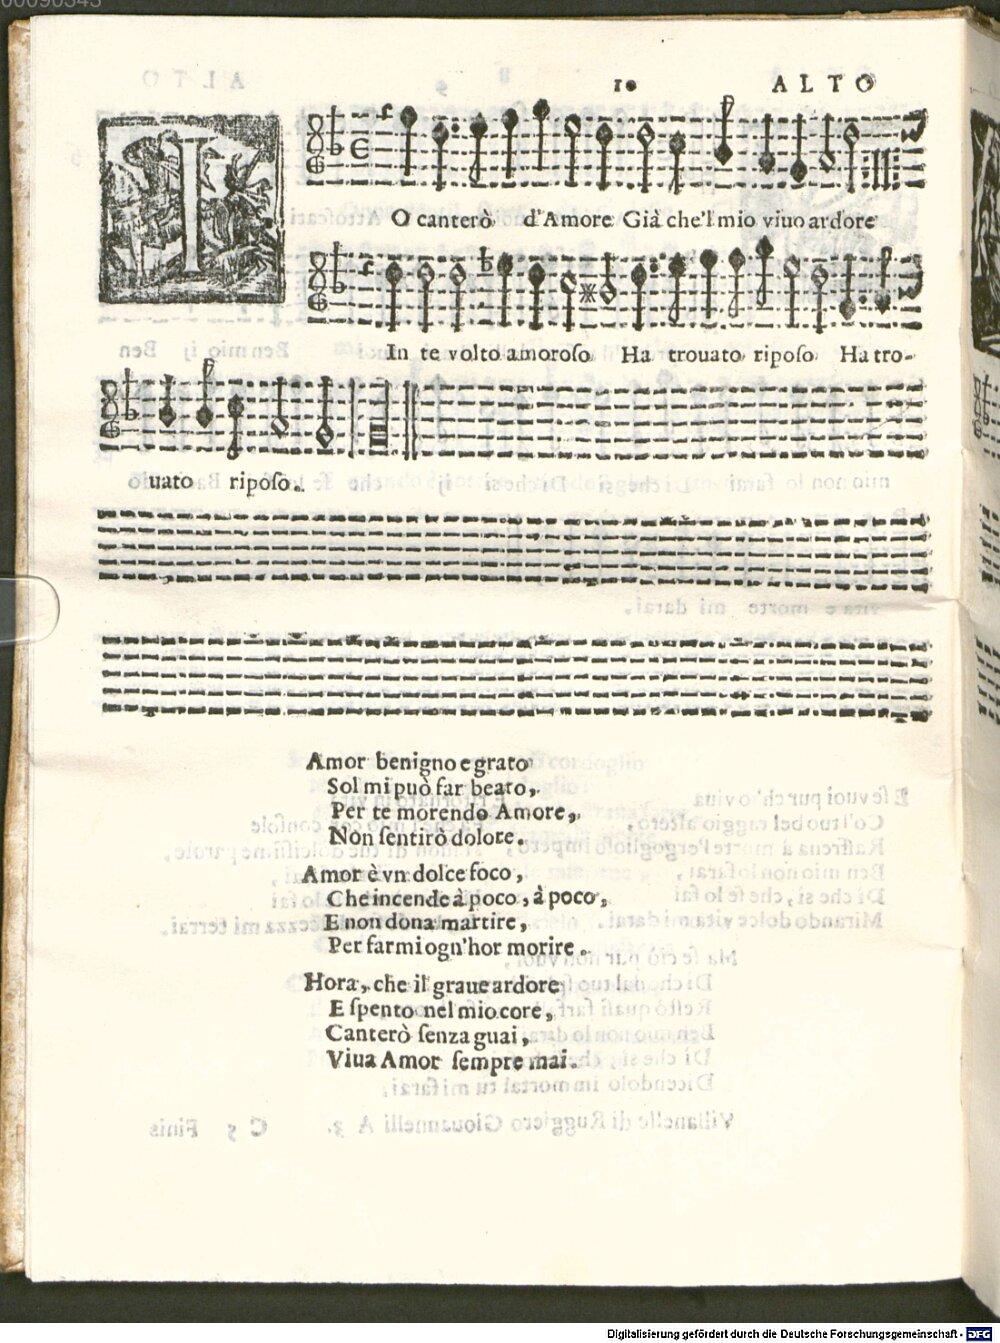 00090343
10 ALTO
IO canterò d'Amore Già che'l mio viuo ardore
In te volto amoroso Ha trouato riposo Ha tro-
uato riposo.
Amor benigno e grato
Sol mi può far beato,
Per te morendo Amore,
Non sentirò dolore.
Amor è vn dolce foco,
Che incende à poco, à poco,
E non dona martire,
Per farmi ogn'hor morire.
Hora, che il graue ardore
E spento nel mio core,
Canterò senza guai,
Viua Amor sempre mai.
Digitalisierung gefördert durch die Deutsche Forschungsgemeinschaft - DFG